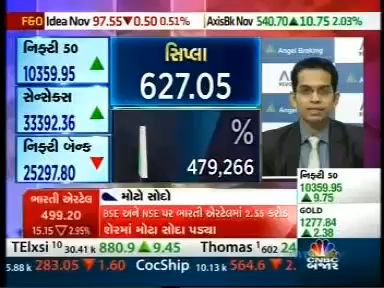 F&O Idea Nov 97.55▼0.50 0.51% AxisBk Nov 540.70▲10.75 2.03%
Angel Broking
નિફ્ટી 50
10359.95 ▲
સેન્સેક્સ
33392.36 ▲
નિફ્ટી બેન્ક
25297.80 ▼
સિપ્લા
627.05
%
479,266
નિફ્ટી 50
10359.95
▲ 9.75
GOLD
1277.84
▲ 2.38
ભારતી એરટેલ
499.20
15.15 ▽2.95%
મોટો સોદો
BSE અને NSE પર ભારતી એરટેલમાં 2.35 કરોડ
શેરમાં મોટા સોદા પડ્યા
TElxsi 10 30.41 k 880.9▲9.45 Thomas 1 602 24
5.88 k 283.05▼1.60 CocShip 10.13 k 564.6▼2.
CNBC
બજાર